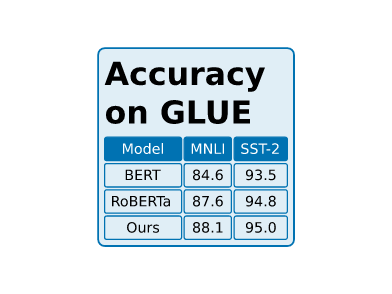 Accuracy
on GLUE
Model MNLI SST-2
BERT 84.6 93.5
RoBERTa 87.6 94.8
Ours 88.1 95.0